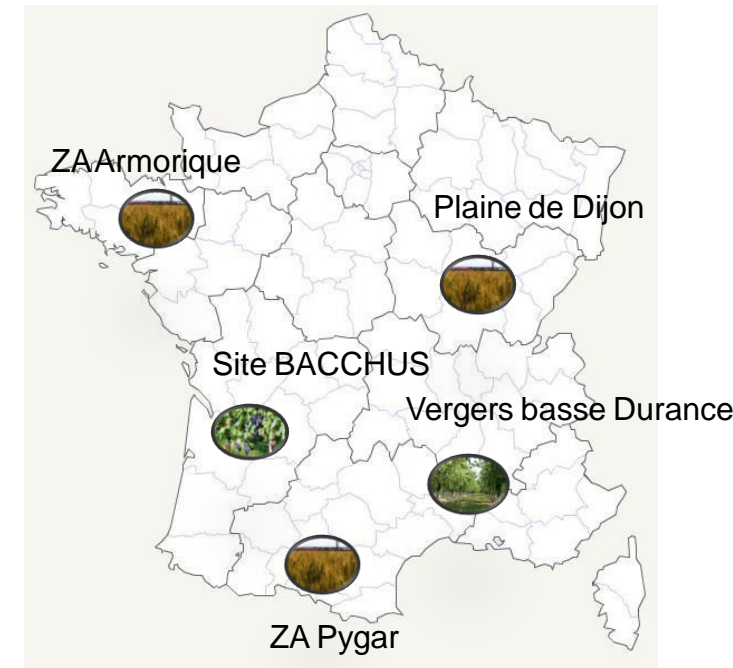 ZA Armorique
Plaine de Dijon
Site BACCHUS
Vergers basse Durance
ZA Pygar